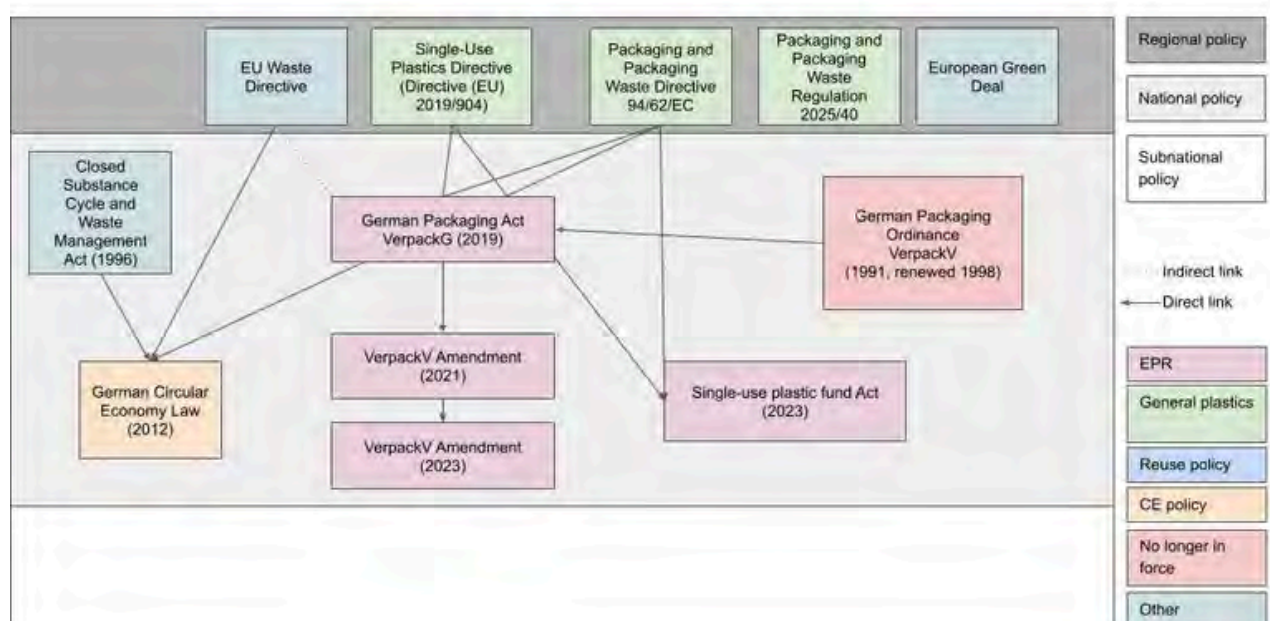 EU Waste
Directive
Single-Use
Plastics Directive
(Directive (EU)
2019/904)
Packaging and
Packaging
Waste Directive
94/62/EC
Packaging and
Packaging
Waste
Regulation
2025/40
European Green
Deal
Closed
Substance
Cycle and
Waste
Management
Act (1996)
German Packaging Act
VerpackG (2019)
German Packaging
Ordinance
VerpackV
(1991, renewed 1998)
German Circular
Economy Law
(2012)
VerpackV Amendment
(2021)
VerpackV Amendment
(2023)
Single-use plastic fund Act
(2023)
Regional policy
National policy
Subnational
policy
Indirect link
Direct link
EPR
General plastics
Reuse policy
CE policy
No longer in
force
Other